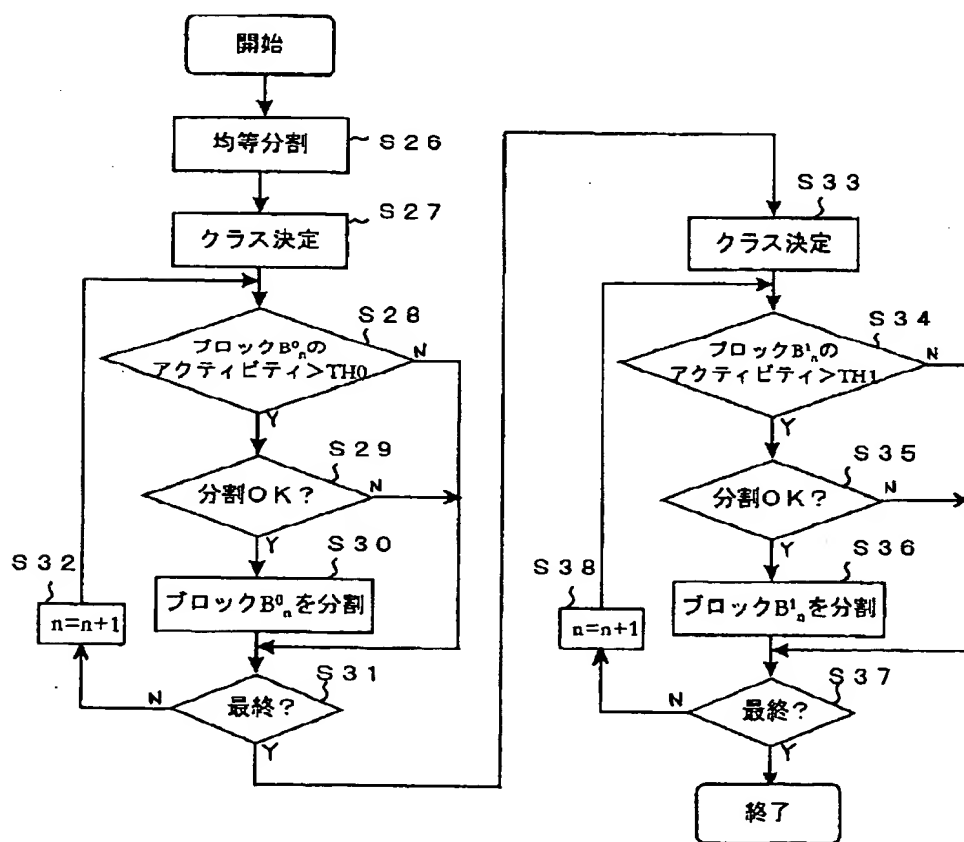 開始
均等分割
S26
S27
クラス決定
S28
ブロックB⁰ₙの
アクティビティ>TH0
N
Y
S29
分割OK?
N
Y
S30
ブロックB⁰ₙを分割
S32
n=n+1
S31
最終?
N
Y
S33
クラス決定
S34
ブロックB¹ₙの
アクティビティ>TH1
N
Y
S35
分割OK?
N
Y
S36
ブロックB¹ₙを分割
S38
n=n+1
S37
最終?
N
Y
終了